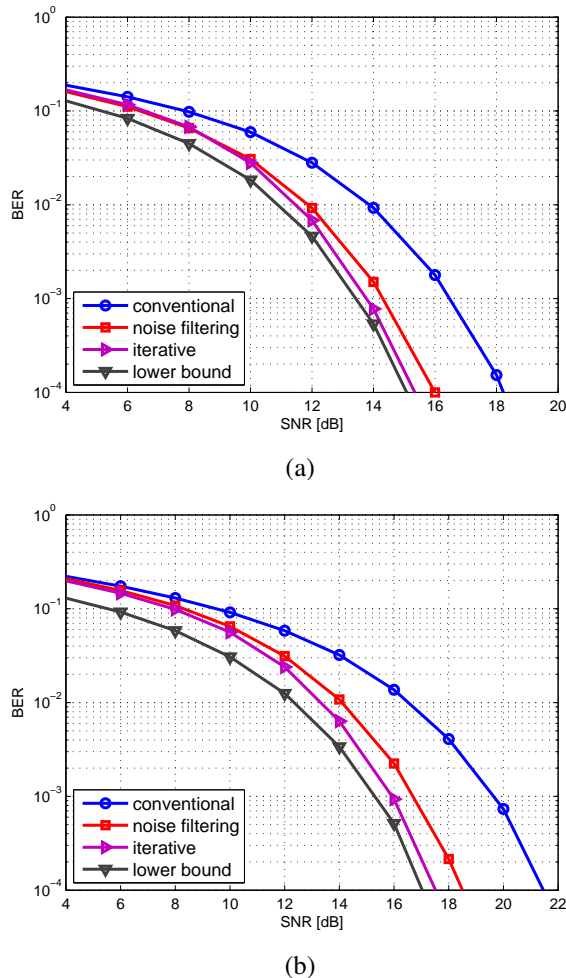 10^0
10^-1
10^-2
10^-3
10^-4
BER
conventional
noise filtering
iterative
lower bound
4 6 8 10 12 14 16 18 20
SNR [dB]
(a)
10^0
10^-1
10^-2
10^-3
10^-4
BER
conventional
noise filtering
iterative
lower bound
4 6 8 10 12 14 16 18 20 22
SNR [dB]
(b)